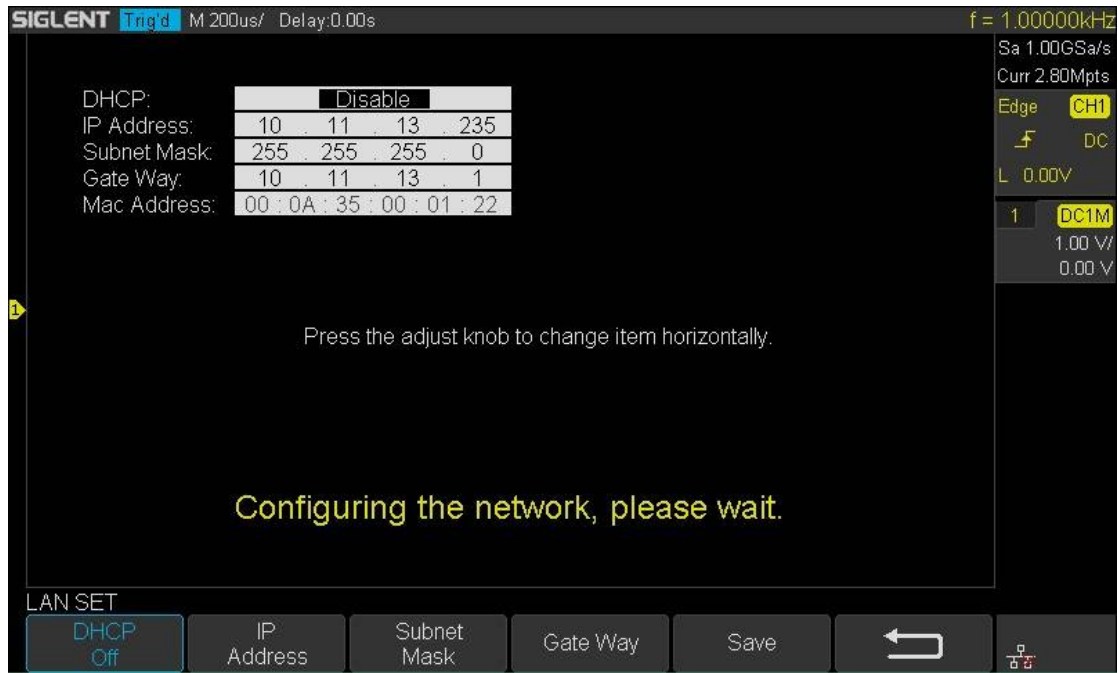 SIGLENT Trig'd M 200us/ Delay:0.00s f = 1.00000kHz
Sa 1.00GSa/s
Curr 2.80Mpts
Edge CH1
DC
L 0.00V
1 DC1M
1.00 V/
0.00 V
DHCP: Disable
IP Address: 10 . 11 . 13 . 235
Subnet Mask: 255 . 255 . 255 . 0
Gate Way: 10 . 11 . 13 . 1
Mac Address: 00 : 0A : 35 : 00 : 01 : 22
1
Press the adjust knob to change item horizontally.
Configuring the network, please wait.
LAN SET
DHCP
Off
IP
Address
Subnet
Mask
Gate Way
Save